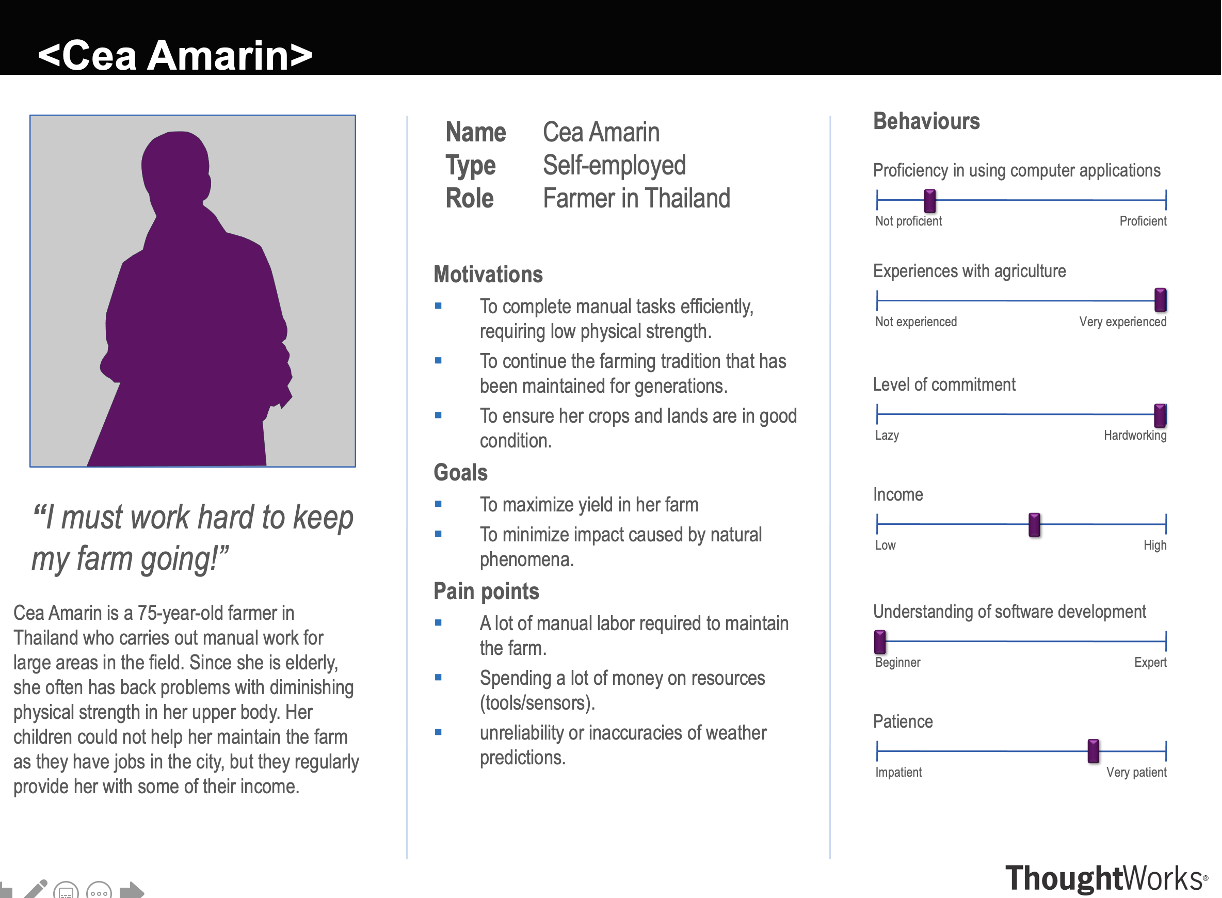 <Cea Amarin>
“I must work hard to keep
my farm going!”
Cea Amarin is a 75-year-old farmer in
Thailand who carries out manual work for
large areas in the field. Since she is elderly,
she often has back problems with diminishing
physical strength in her upper body. Her
children could not help her maintain the farm
as they have jobs in the city, but they regularly
provide her with some of their income.
Name Cea Amarin
Type Self-employed
Role Farmer in Thailand
Motivations
To complete manual tasks efficiently,
requiring low physical strength.
To continue the farming tradition that has
been maintained for generations.
To ensure her crops and lands are in good
condition.
Goals
To maximize yield in her farm
To minimize impact caused by natural
phenomena.
Pain points
A lot of manual labor required to maintain
the farm.
Spending a lot of money on resources
(tools/sensors).
unreliability or inaccuracies of weather
predictions.
Behaviours
Proficiency in using computer applications
Not proficient Proficient
Experiences with agriculture
Not experienced Very experienced
Level of commitment
Lazy Hardworking
Income
Low High
Understanding of software development
Beginner Expert
Patience
Impatient Very patient
ThoughtWorks®